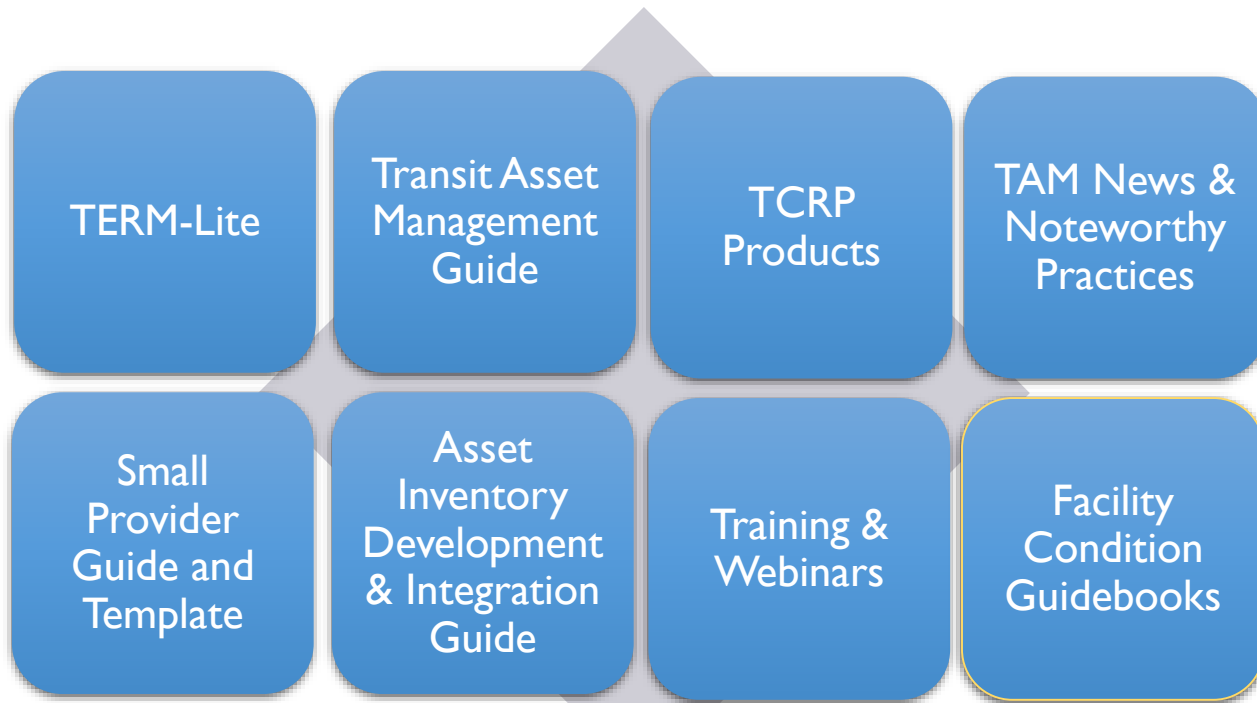 TERM-Lite
Transit Asset
Management
Guide
TCRP
Products
TAM News &
Noteworthy
Practices
Small
Provider
Guide and
Template
Asset
Inventory
Development
& Integration
Guide
Training &
Webinars
Facility
Condition
Guidebooks